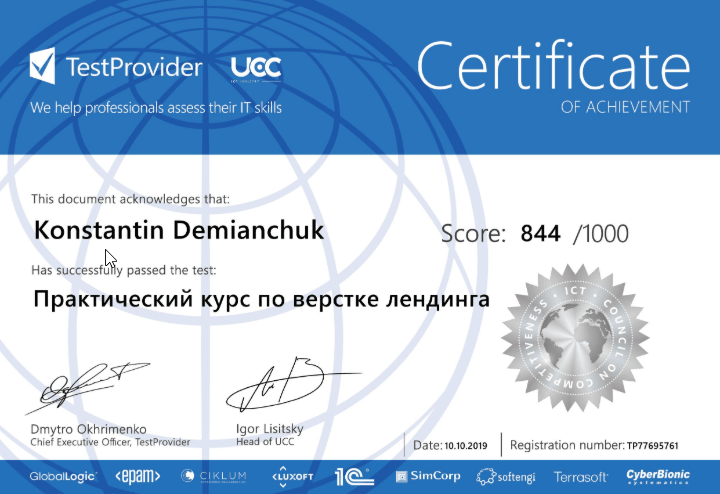 TestProvider
UCC
We help professionals assess their IT skills
Certificate
OF ACHIEVEMENT
This document acknowledges that:
Konstantin Demianchuk
Score: 844 /1000
Has successfully passed the test:
Практический курс по верстке лендинга
ICT · COUNCIL ON COMPETITIVENESS ·
Dmytro Okhrimenko
Chief Executive Officer, TestProvider
Igor Lisitsky
Head of UCC
Date: 10.10.2019
Registration number: TP77695761
GlobalLogic <epam> CIKLUM <LUXOFT 1C SimCorp softengi Terrasoft CyberBionic systematics